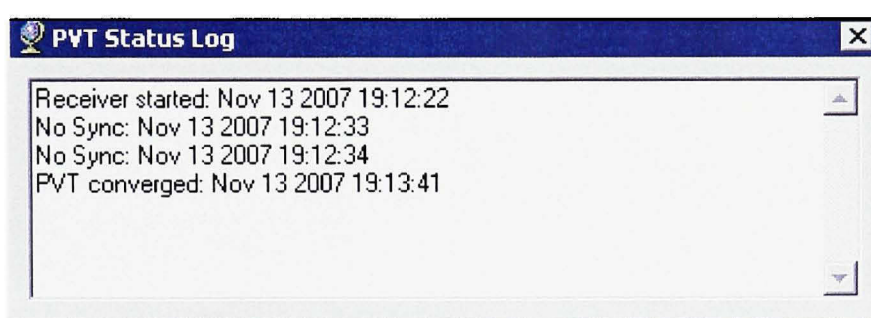 PVT Status Log
Receiver started: Nov 13 2007 19:12:22
No Sync: Nov 13 2007 19:12:33
No Sync: Nov 13 2007 19:12:34
PVT converged: Nov 13 2007 19:13:41